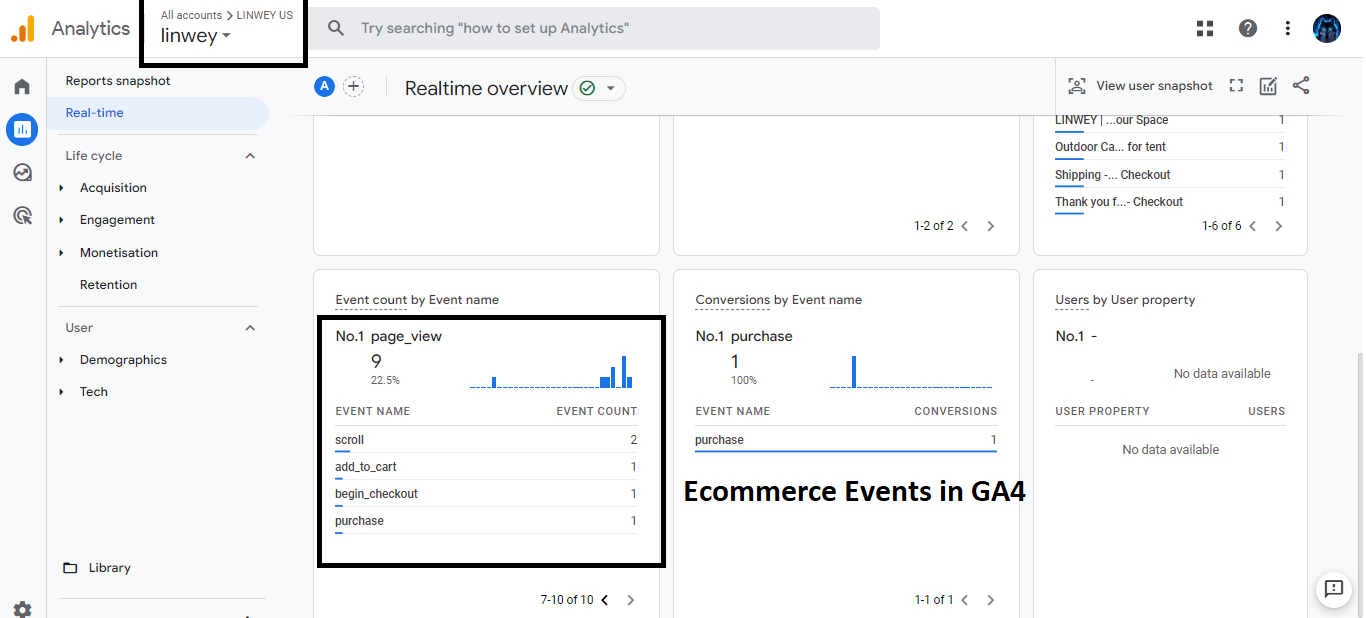 Analytics
All accounts > LINWEY US
linwey
Try searching "how to set up Analytics"
Reports snapshot
Real-time
Life cycle
Acquisition
Engagement
Monetisation
Retention
User
Demographics
Tech
Library
A
Realtime overview
View user snapshot
1-2 of 2
LINWEY | ...our Space 1
Outdoor Ca... for tent 1
Shipping -... Checkout 1
Thank you f...- Checkout 1
1-6 of 6
Event count by Event name
No.1 page_view
9
22.5%
EVENT NAME EVENT COUNT
scroll 2
add_to_cart 1
begin_checkout 1
purchase 1
7-10 of 10
Conversions by Event name
No.1 purchase
1
100%
EVENT NAME CONVERSIONS
purchase 1
Ecommerce Events in GA4
1-1 of 1
Users by User property
No.1 -
-
No data available
USER PROPERTY USERS
No data available